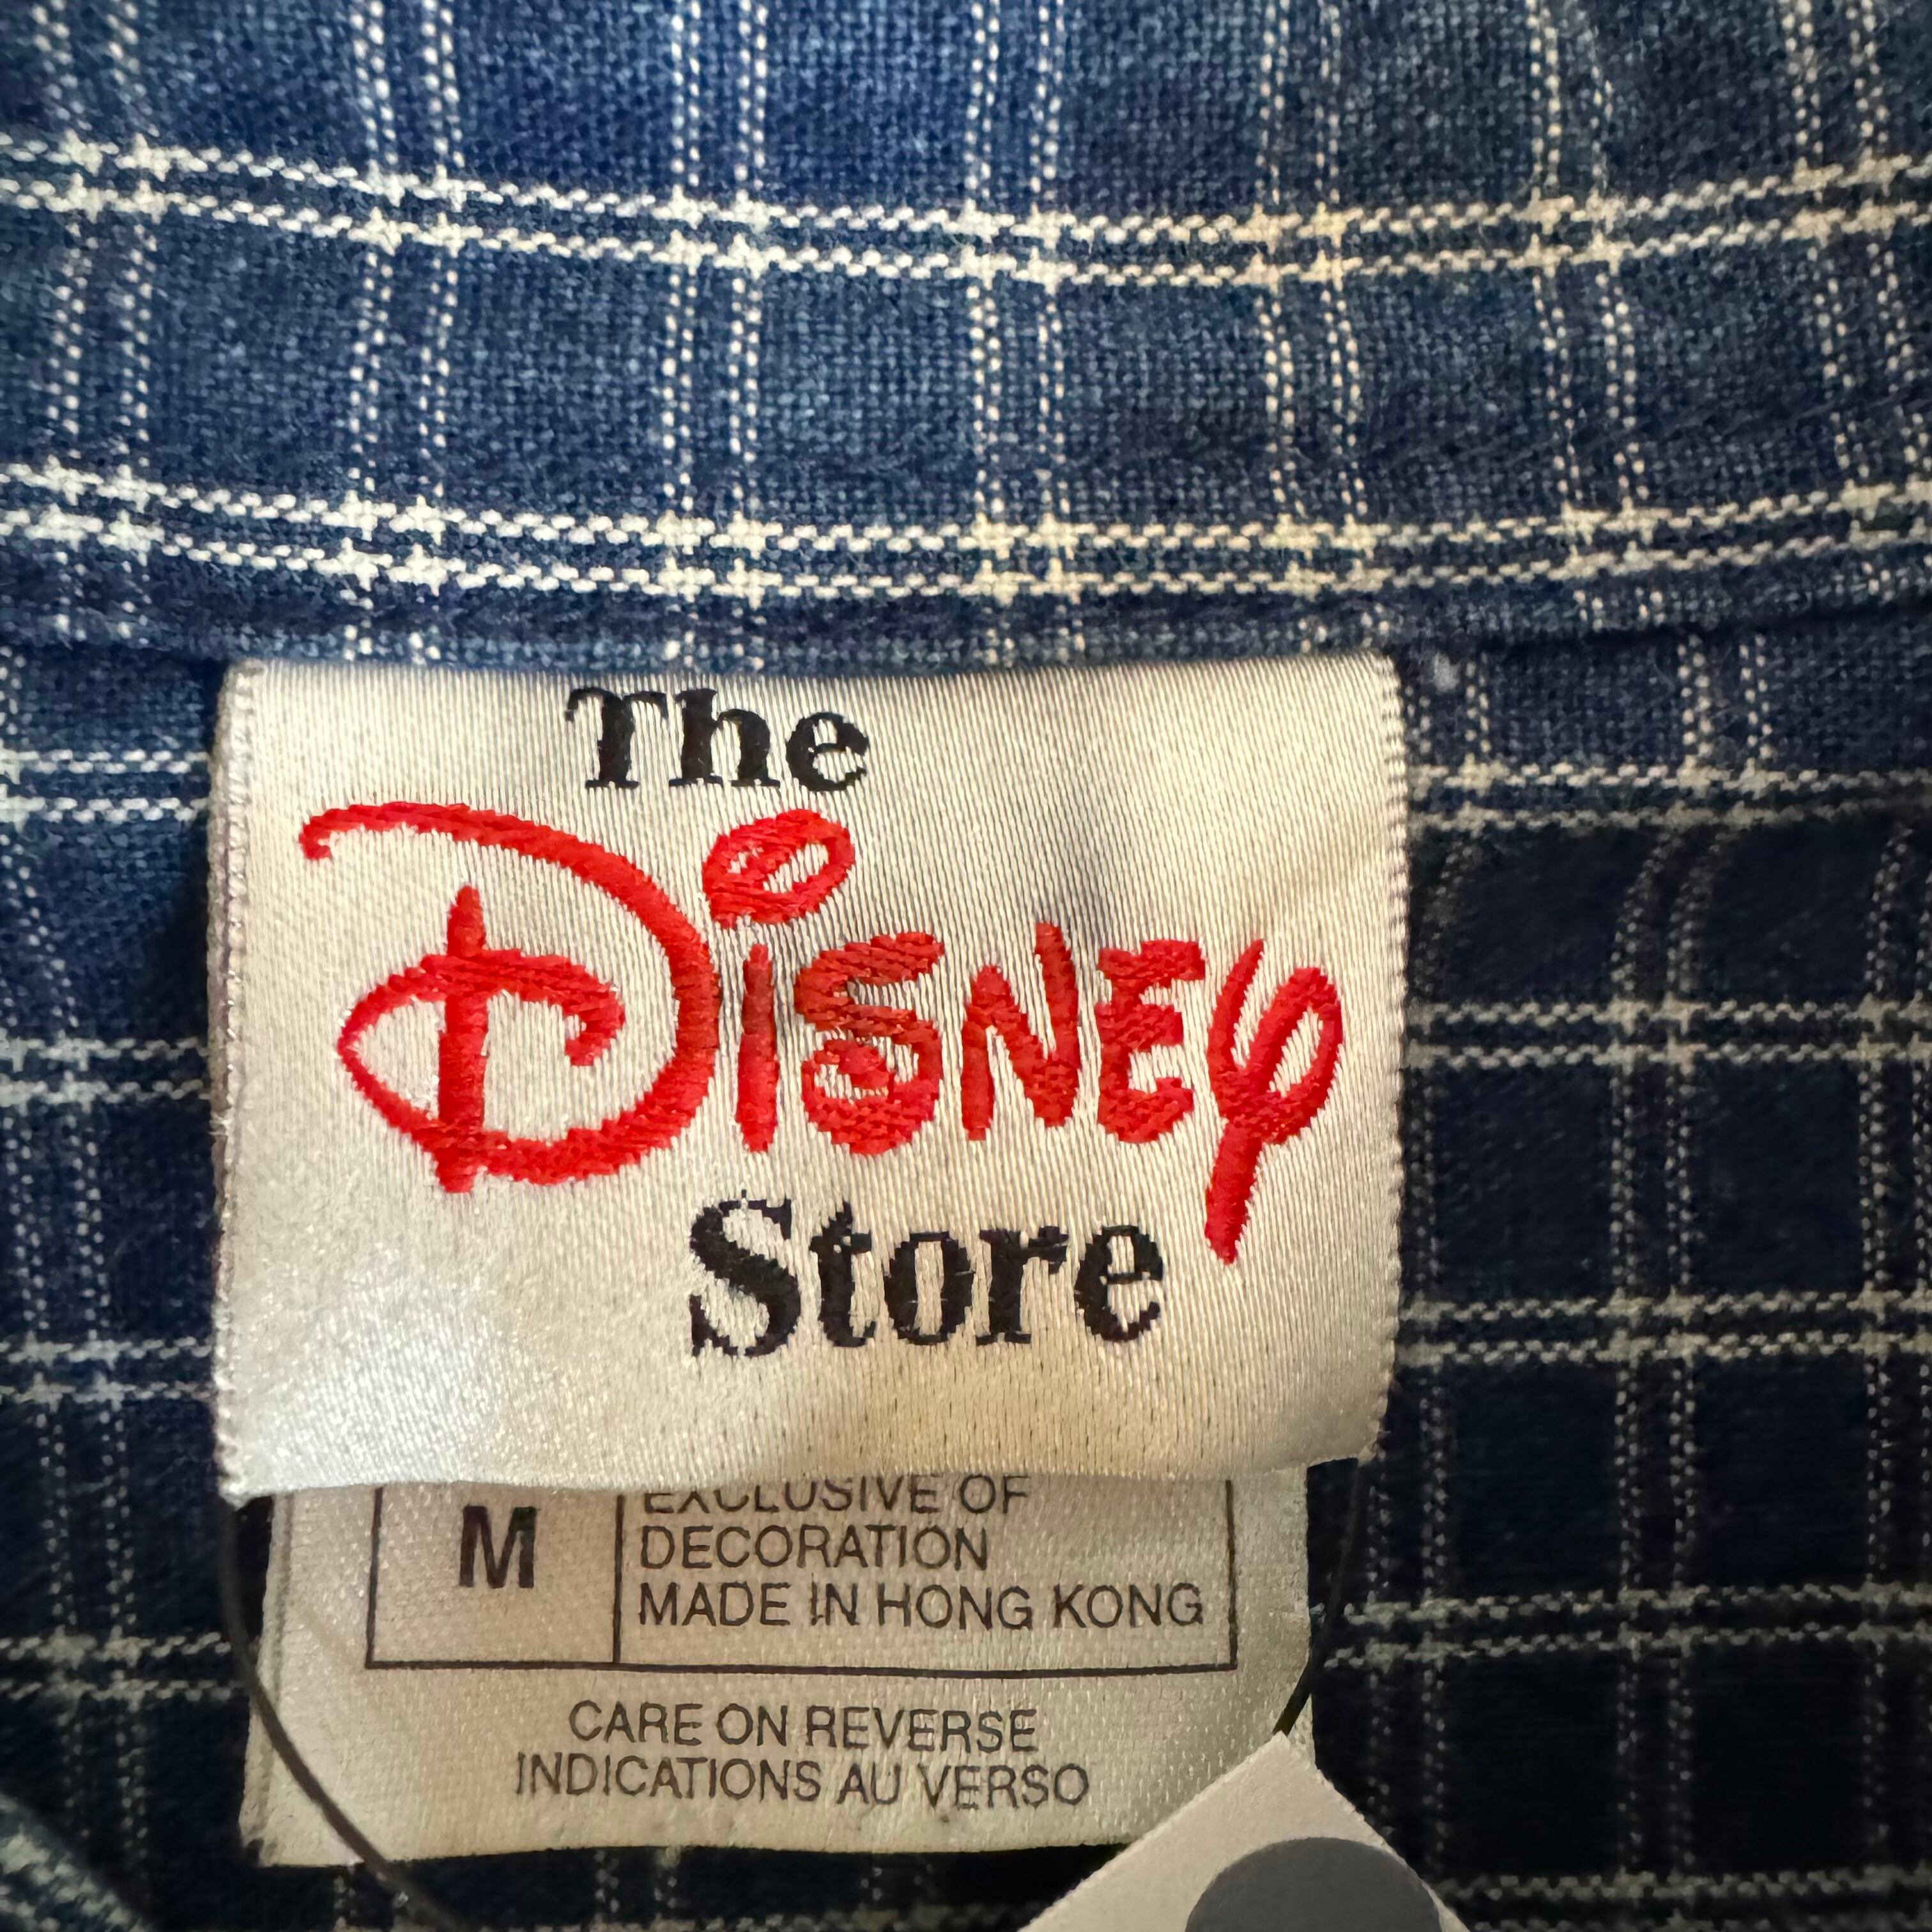 The
Disney
Store
M
EXCLUSIVE OF
DECORATION
MADE IN HONG KONG
CARE ON REVERSE
INDICATIONS AU VERSO